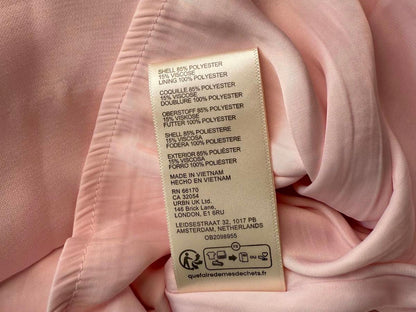 SHELL 85% POLYESTER
15% VISCOSE
LINING 100% POLYESTER
COQUILLE 85% POLYESTER
15% VISCOSE
DOUBLURE 100% POLYESTER
OBERSTOFF 85% POLYESTER
15% VISKOSE
FUTTER 100% POLYESTER
SHELL 85% POLIESTERE
15% VISCOSA
FODERA 100% POLIESTERE
EXTERIOR 85% POLIÉSTER
15% VISCOSA
FORRO 100% POLIÉSTER
MADE IN VIETNAM
HECHO EN VIETNAM
RN 66170
CA 32054
URBN UK Ltd.
146 Brick Lane,
LONDON, E1 6RU
LEIDSESTRAAT 32, 1017 PB
AMSTERDAM, NETHERLANDS
OB2096955
FR
OU
quefairedemesdechets.fr